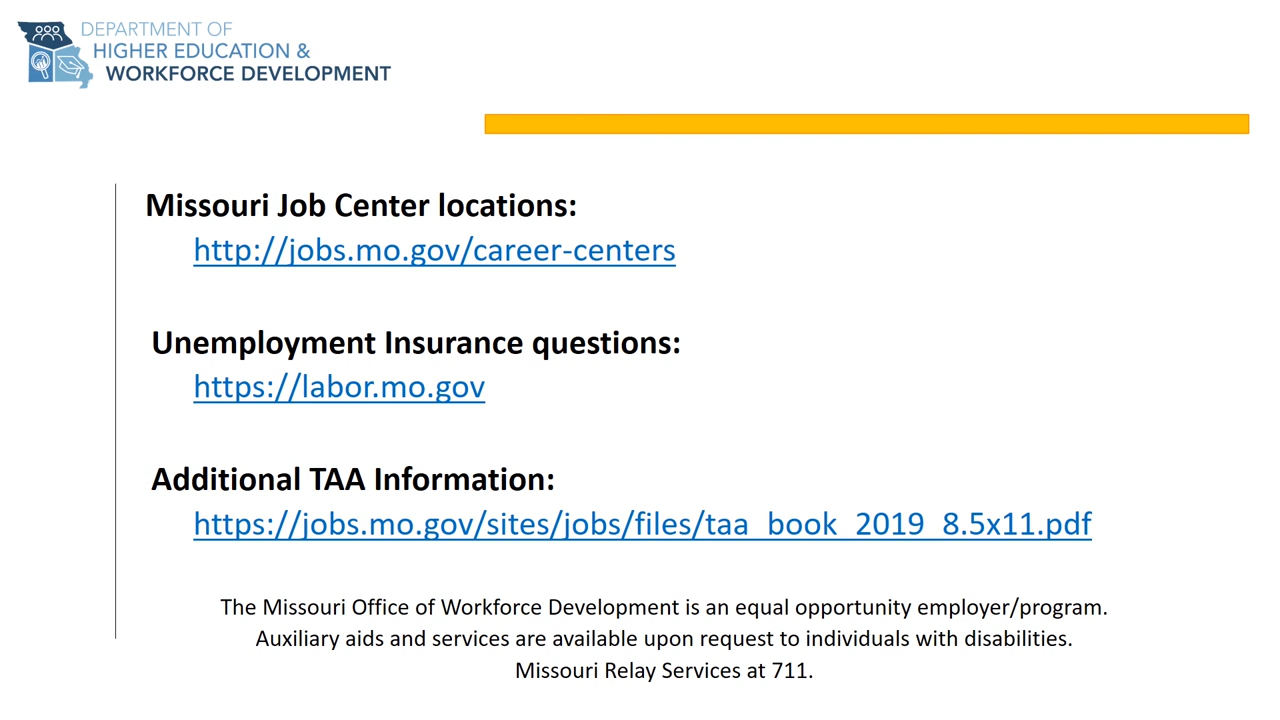 DEPARTMENT OF
HIGHER EDUCATION &
WORKFORCE DEVELOPMENT
Missouri Job Center locations:
http://jobs.mo.gov/career-centers
Unemployment Insurance questions:
https://labor.mo.gov
Additional TAA Information:
https://jobs.mo.gov/sites/jobs/files/taa_book_2019_8.5x11.pdf
The Missouri Office of Workforce Development is an equal opportunity employer/program.
Auxiliary aids and services are available upon request to individuals with disabilities.
Missouri Relay Services at 711.